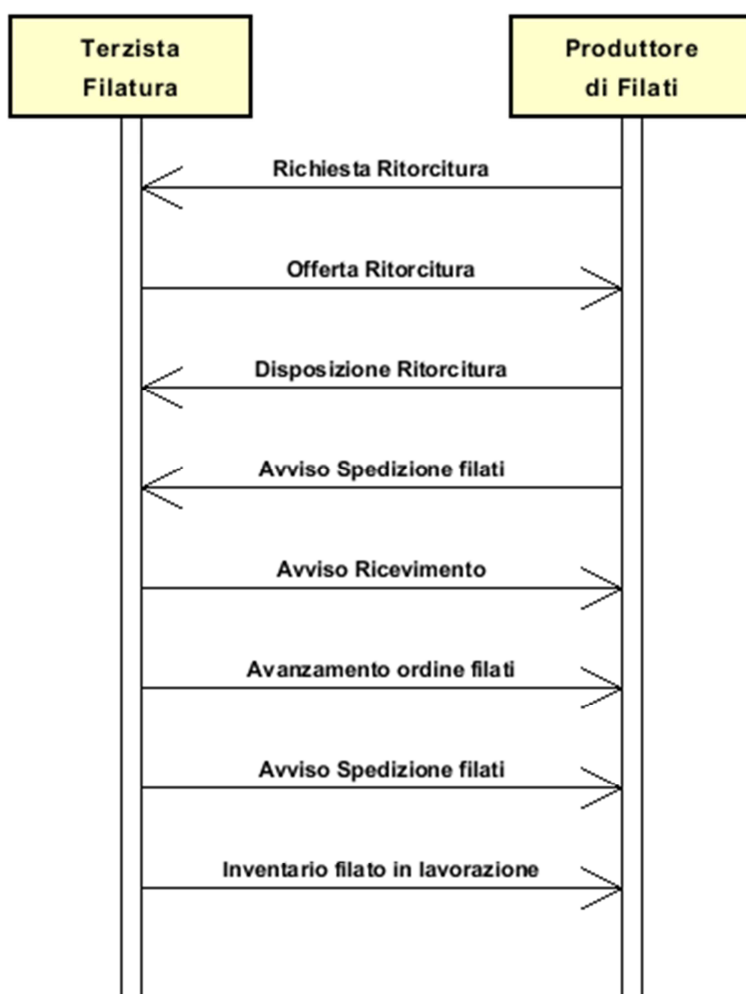 Terzista
Filatura
Produttore
di Filati
Richiesta Ritorcitura
Offerta Ritorcitura
Disposizione Ritorcitura
Avviso Spedizione filati
Avviso Ricevimento
Avanzamento ordine filati
Avviso Spedizione filati
Inventario filato in lavorazione